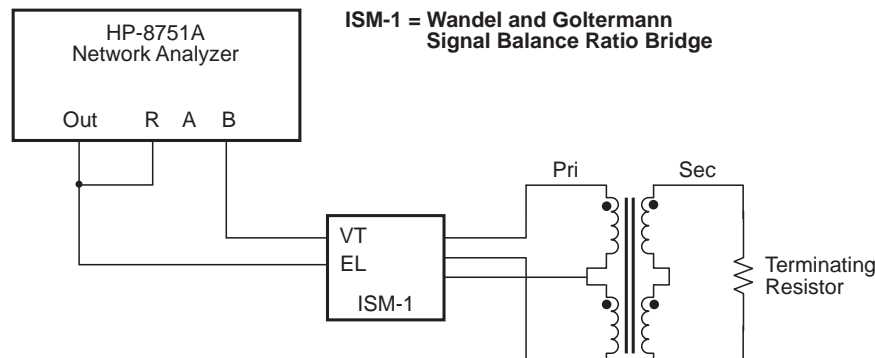 HP-8751A
Network Analyzer
Out R A B
ISM-1 = Wandel and Goltermann
Signal Balance Ratio Bridge
Pri Sec
VT
EL
ISM-1
Terminating
Resistor